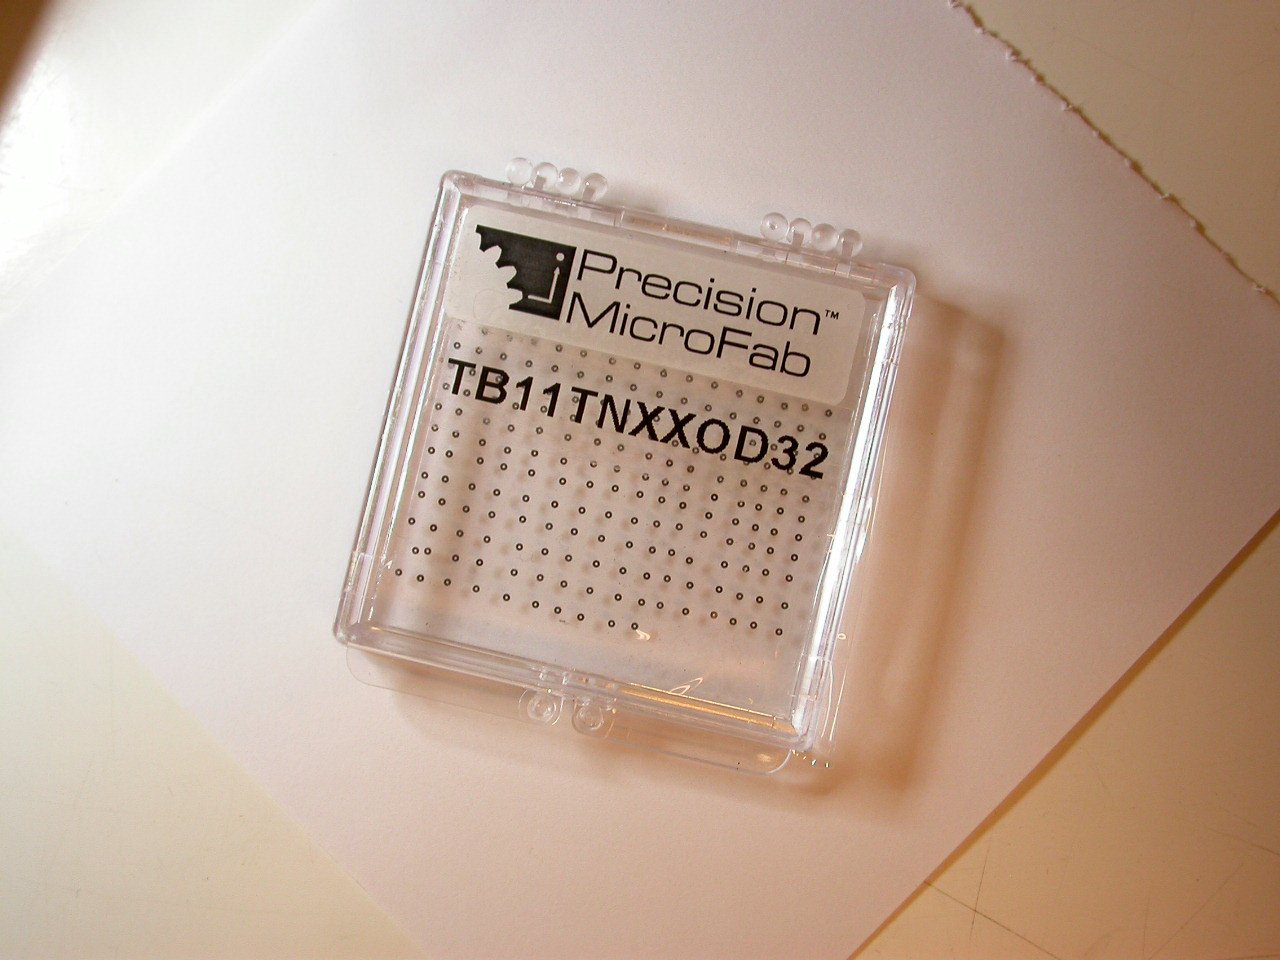 Precision™
MicroFab
TB11TNXXOD32